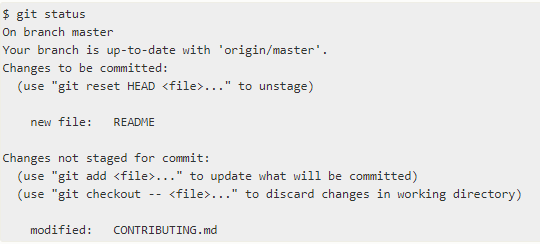 $ git status
On branch master
Your branch is up-to-date with 'origin/master'.
Changes to be committed:
  (use "git reset HEAD <file>..." to unstage)

    new file:   README

Changes not staged for commit:
  (use "git add <file>..." to update what will be committed)
  (use "git checkout -- <file>..." to discard changes in working directory)

    modified:   CONTRIBUTING.md